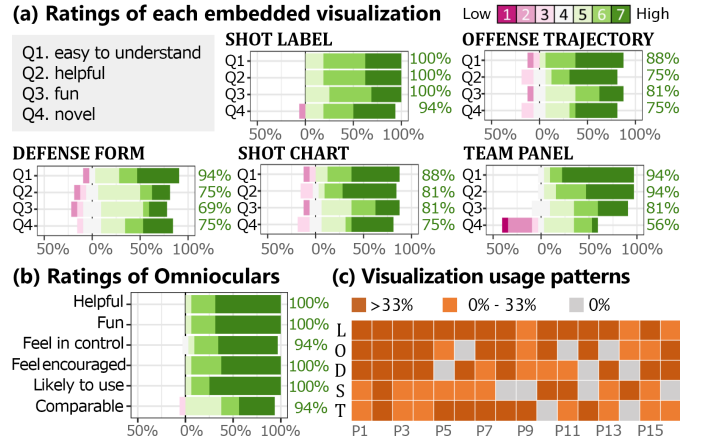 (a) Ratings of each embedded visualization
Low 1 2 3 4 5 6 7 High
Q1. easy to understand
Q2. helpful
Q3. fun
Q4. novel
SHOT LABEL
Q1 100%
Q2 100%
Q3 100%
Q4 94%
50% 0% 50% 100%
OFFENSE TRAJECTORY
Q1 88%
Q2 75%
Q3 81%
Q4 75%
50% 0% 50% 100%
DEFENSE FORM
Q1 94%
Q2 75%
Q3 69%
Q4 75%
50% 0% 50% 100%
SHOT CHART
Q1 88%
Q2 81%
Q3 81%
Q4 75%
50% 0% 50% 100%
TEAM PANEL
Q1 94%
Q2 94%
Q3 81%
Q4 56%
50% 0% 50% 100%
(b) Ratings of Omnioculars
Helpful 100%
Fun 100%
Feel in control 94%
Feel encouraged 100%
Likely to use 100%
Comparable 94%
50% 0% 50% 100%
(c) Visualization usage patterns
>33% 0% - 33% 0%
L
O
D
S
T
P1 P3 P5 P7 P9 P11 P13 P15